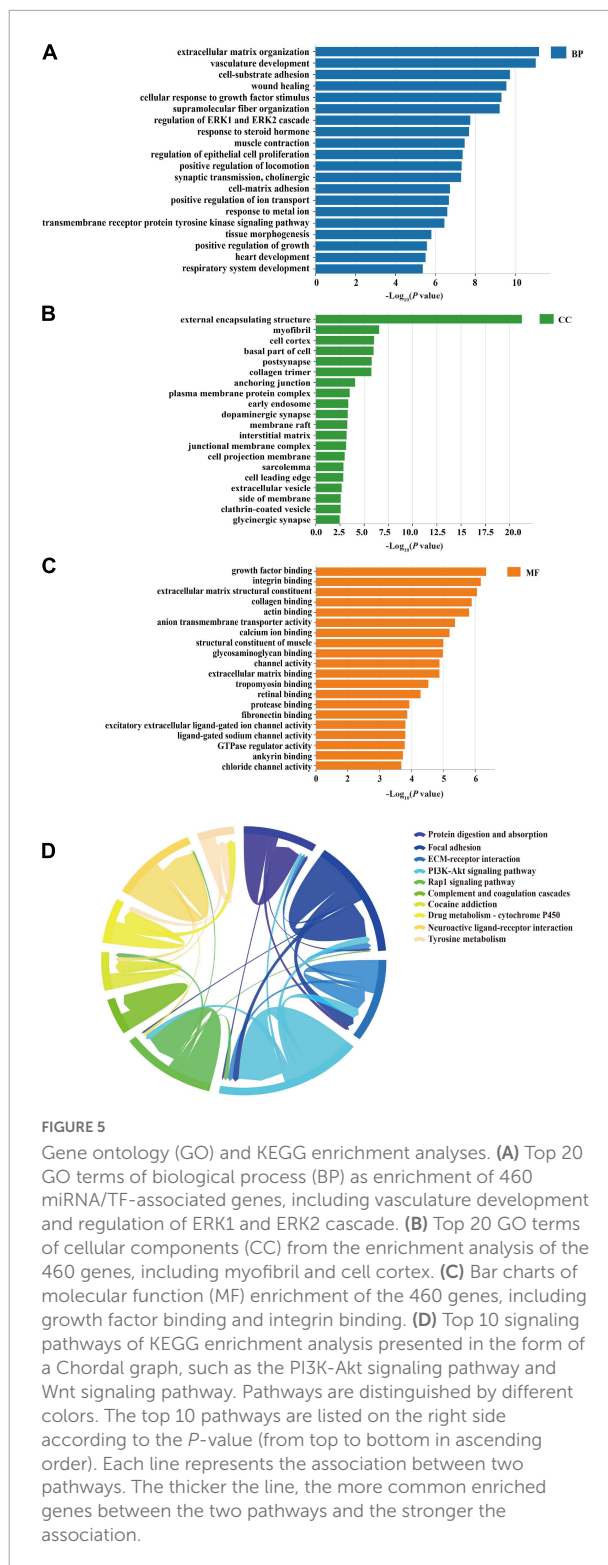 A
extracellular matrix organization
vasculature development
cell-substrate adhesion
wound healing
cellular response to growth factor stimulus
supramolecular fiber organization
regulation of ERK1 and ERK2 cascade
response to steroid hormone
muscle contraction
regulation of epithelial cell proliferation
positive regulation of locomotion
synaptic transmission, cholinergic
cell-matrix adhesion
positive regulation of ion transport
response to metal ion
transmembrane receptor protein tyrosine kinase signaling pathway
tissue morphogenesis
positive regulation of growth
heart development
respiratory system development
BP
0 2 4 6 8 10
-Log10(P value)
B
external encapsulating structure
myofibril
cell cortex
basal part of cell
postsynapse
collagen trimer
anchoring junction
plasma membrane protein complex
early endosome
dopaminergic synapse
membrane raft
interstitial matrix
junctional membrane complex
cell projection membrane
sarcolemma
cell leading edge
extracellular vesicle
side of membrane
clathrin-coated vesicle
glycinergic synapse
CC
0.0 2.5 5.0 7.5 10.0 12.5 15 17.5 20.0
-Log10(P value)
C
growth factor binding
integrin binding
extracellular matrix structural constituent
collagen binding
actin binding
anion transmembrane transporter activity
calcium ion binding
structural constituent of muscle
glycosaminoglycan binding
channel activity
extracellular matrix binding
tropomyosin binding
retinal binding
protease binding
fibronectin binding
excitatory extracellular ligand-gated ion channel activity
ligand-gated sodium channel activity
GTPase regulator activity
ankyrin binding
chloride channel activity
MF
0 2 3 4 5 6
-Log10(P value)
D
Protein digestion and absorption
Focal adhesion
ECM-receptor interaction
PI3K-Akt signaling pathway
Rap1 signaling pathway
Complement and coagulation cascades
Cocaine addiction
Drug metabolism - cytochrome P450
Neuroactive ligand-receptor interaction
Tyrosine metabolism
FIGURE 5
Gene ontology (GO) and KEGG enrichment analyses. (A) Top 20
GO terms of biological process (BP) as enrichment of 460
miRNA/TF-associated genes, including vasculature development
and regulation of ERK1 and ERK2 cascade. (B) Top 20 GO terms
of cellular components (CC) from the enrichment analysis of the
460 genes, including myofibril and cell cortex. (C) Bar charts of
molecular function (MF) enrichment of the 460 genes, including
growth factor binding and integrin binding. (D) Top 10 signaling
pathways of KEGG enrichment analysis presented in the form of
a Chordal graph, such as the PI3K-Akt signaling pathway and
Wnt signaling pathway. Pathways are distinguished by different
colors. The top 10 pathways are listed on the right side
according to the P-value (from top to bottom in ascending
order). Each line represents the association between two
pathways. The thicker the line, the more common enriched
genes between the two pathways and the stronger the
association.